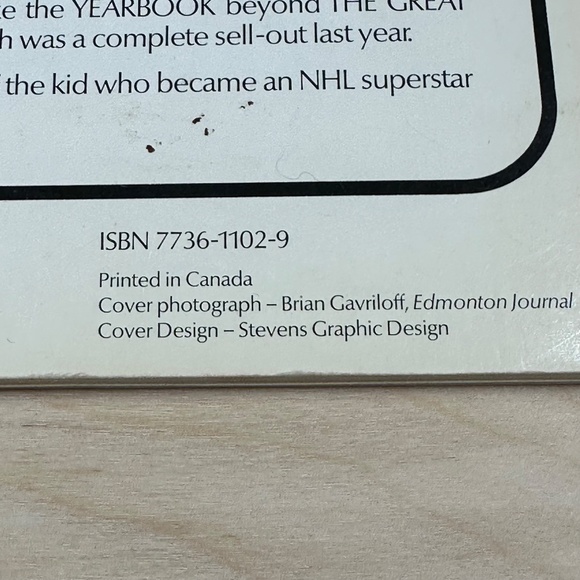 the YEARBOOK beyond THE GREAT
was a complete sell-out last year.
the kid who became an NHL superstar
ISBN 7736-1102-9
Printed in Canada
Cover photograph – Brian Gavriloff, Edmonton Journal
Cover Design – Stevens Graphic Design